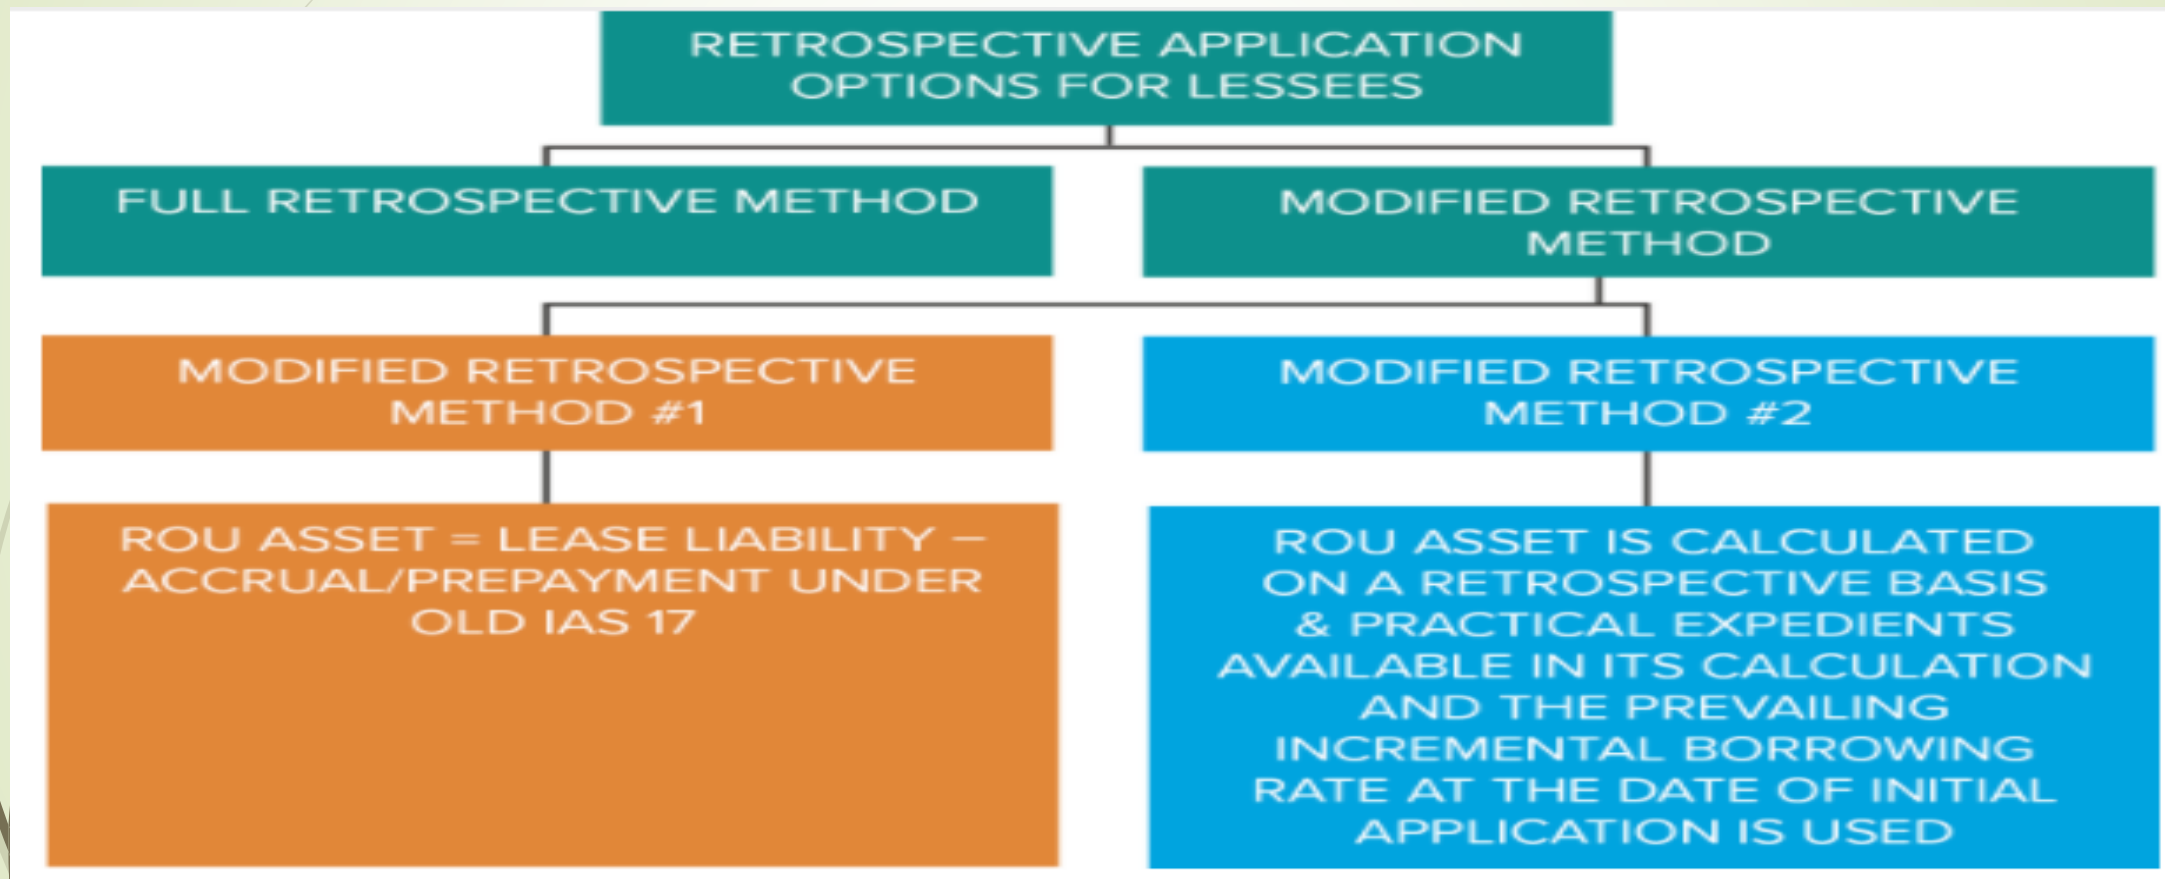 RETROSPECTIVE APPLICATION
OPTIONS FOR LESSEES
FULL RETROSPECTIVE METHOD
MODIFIED RETROSPECTIVE
METHOD
MODIFIED RETROSPECTIVE
METHOD #1
MODIFIED RETROSPECTIVE
METHOD #2
ROU ASSET = LEASE LIABILITY –
ACCRUAL/PREPAYMENT UNDER
OLD IAS 17
ROU ASSET IS CALCULATED
ON A RETROSPECTIVE BASIS
& PRACTICAL EXPEDIENTS
AVAILABLE IN ITS CALCULATION
AND THE PREVAILING
INCREMENTAL BORROWING
RATE AT THE DATE OF INITIAL
APPLICATION IS USED